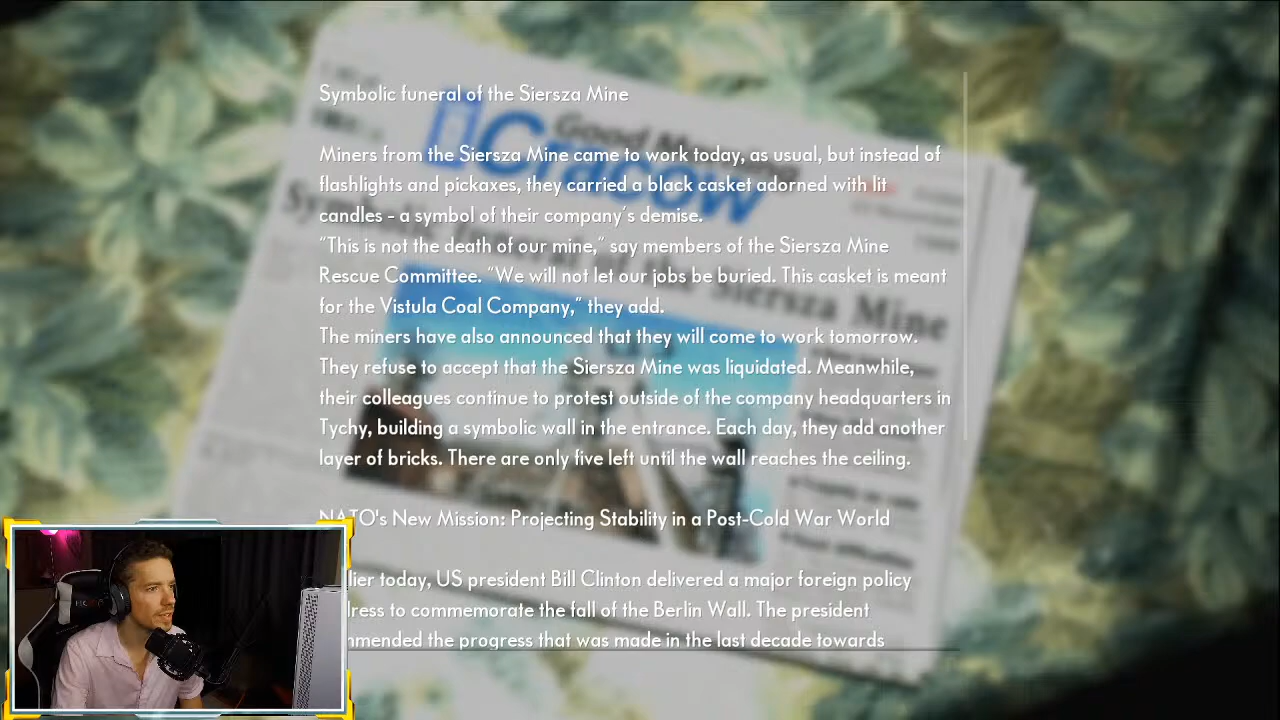 Symbolic funeral of the Siersza Mine
Miners from the Siersza Mine came to work today, as usual, but instead of
flashlights and pickaxes, they carried a black casket adorned with lit
candles - a symbol of their company's demise.
"This is not the death of our mine," say members of the Siersza Mine
Rescue Committee. "We will not let our jobs be buried. This casket is meant
for the Vistula Coal Company," they add.
The miners have also announced that they will come to work tomorrow.
They refuse to accept that the Siersza Mine was liquidated. Meanwhile,
their colleagues continue to protest outside of the company headquarters in
Tychy, building a symbolic wall in the entrance. Each day, they add another
layer of bricks. There are only five left until the wall reaches the ceiling.
NATO's New Mission: Projecting Stability in a Post-Cold War World
lier today, US president Bill Clinton delivered a major foreign policy
dress to commemorate the fall of the Berlin Wall. The president
mmended the progress that was made in the last decade towards
Good Mo
Cracow
Siersza Mine